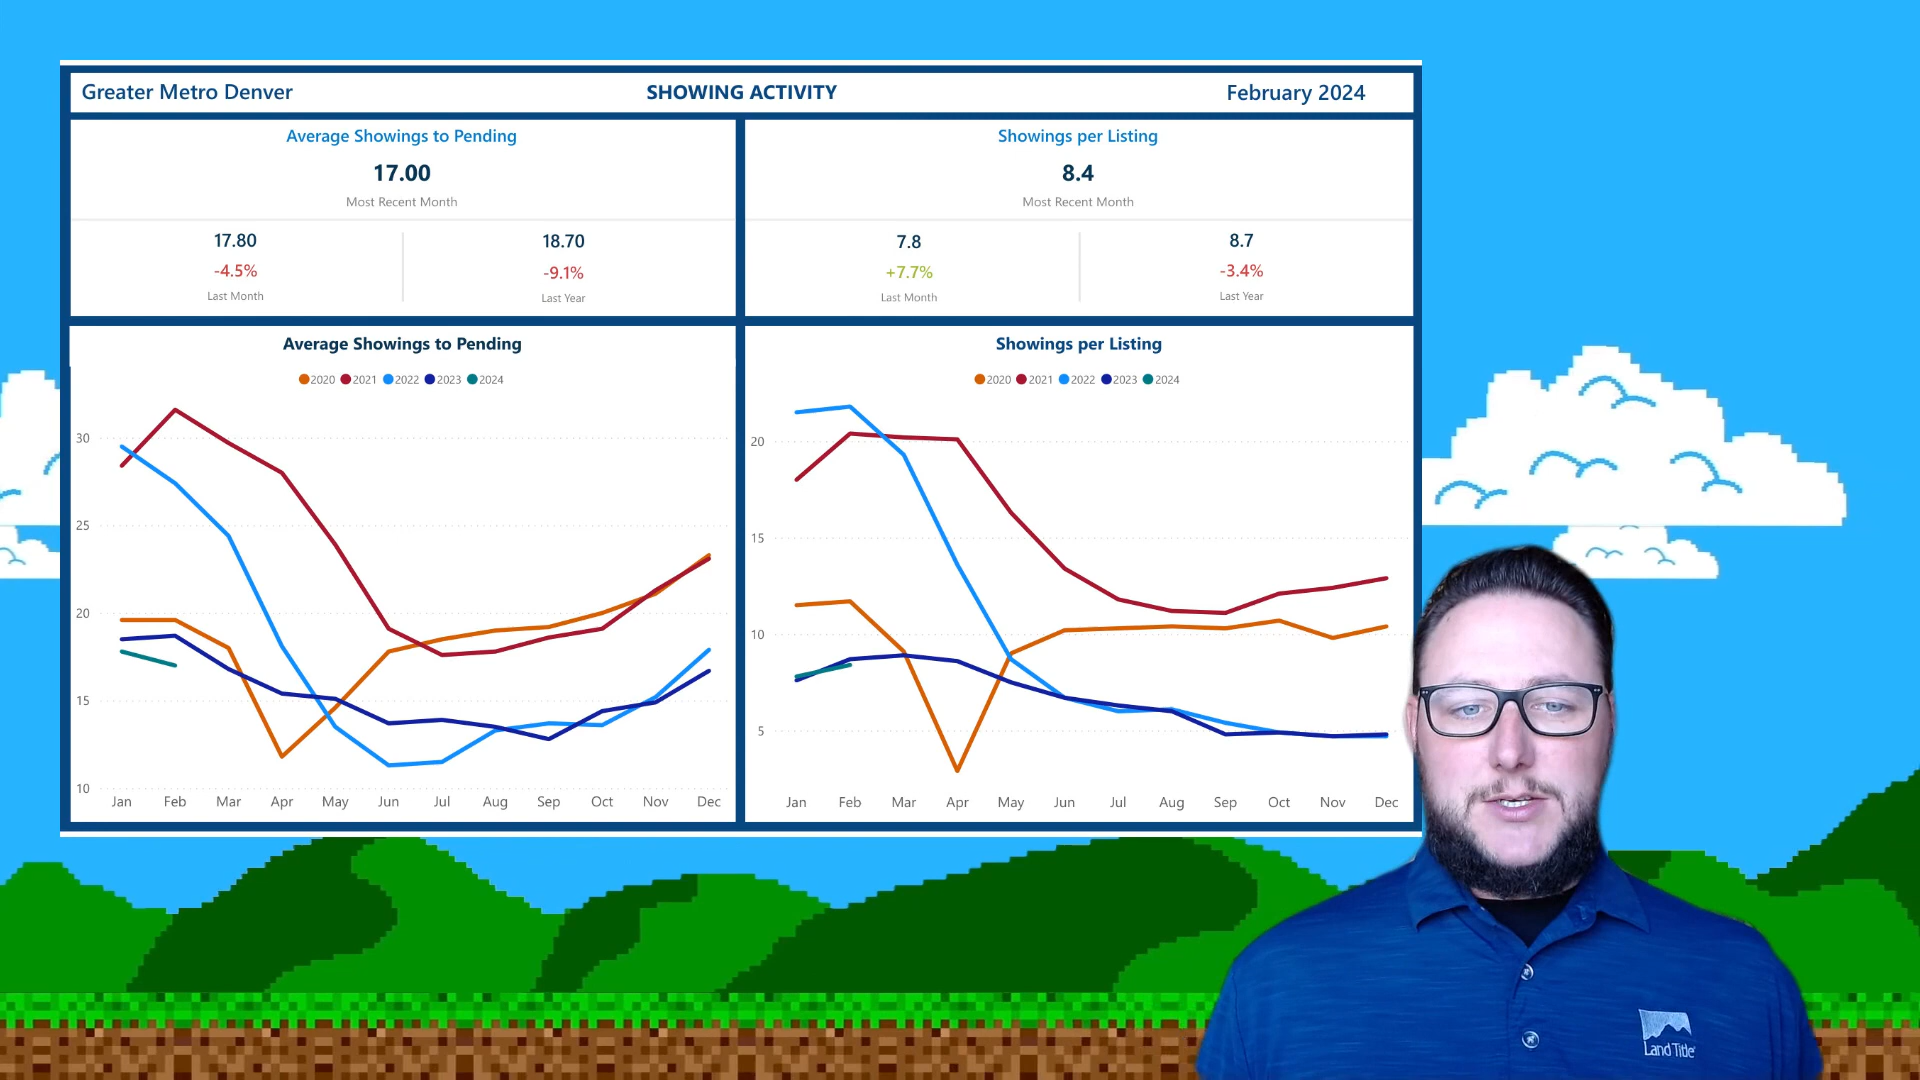 Greater Metro Denver
SHOWING ACTIVITY
February 2024
Average Showings to Pending
17.00
Most Recent Month
17.80
-4.5%
Last Month
18.70
-9.1%
Last Year
Showings per Listing
8.4
Most Recent Month
7.8
+7.7%
Last Month
8.7
-3.4%
Last Year
Average Showings to Pending
2020 2021 2022 2023 2024
30
25
20
15
10
Jan Feb Mar Apr May Jun Jul Aug Sep Oct Nov Dec
Showings per Listing
2020 2021 2022 2023 2024
20
15
10
5
Jan Feb Mar Apr May Jun Jul Aug Sep Oct Nov Dec
Land Title